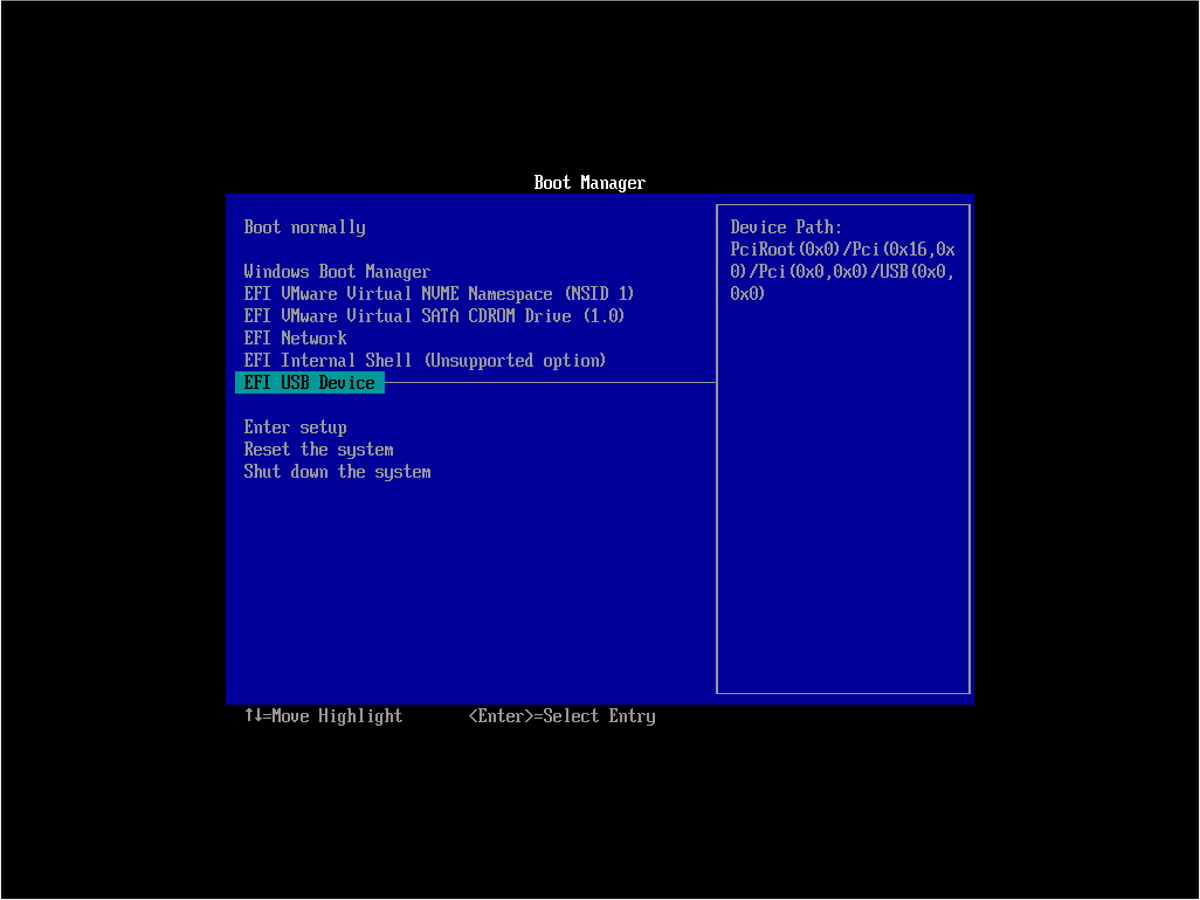 Boot Manager
Boot normally
Windows Boot Manager
EFI VMware Virtual NVME Namespace (NSID 1)
EFI VMware Virtual SATA CDROM Drive (1.0)
EFI Network
EFI Internal Shell (Unsupported option)
EFI USB Device
Enter setup
Reset the system
Shut down the system
Device Path:
PciRoot(0x0)/Pci(0x16,0x
0)/Pci(0x0,0x0)/USB(0x0,
0x0)
↑↓=Move Highlight
<Enter>=Select Entry